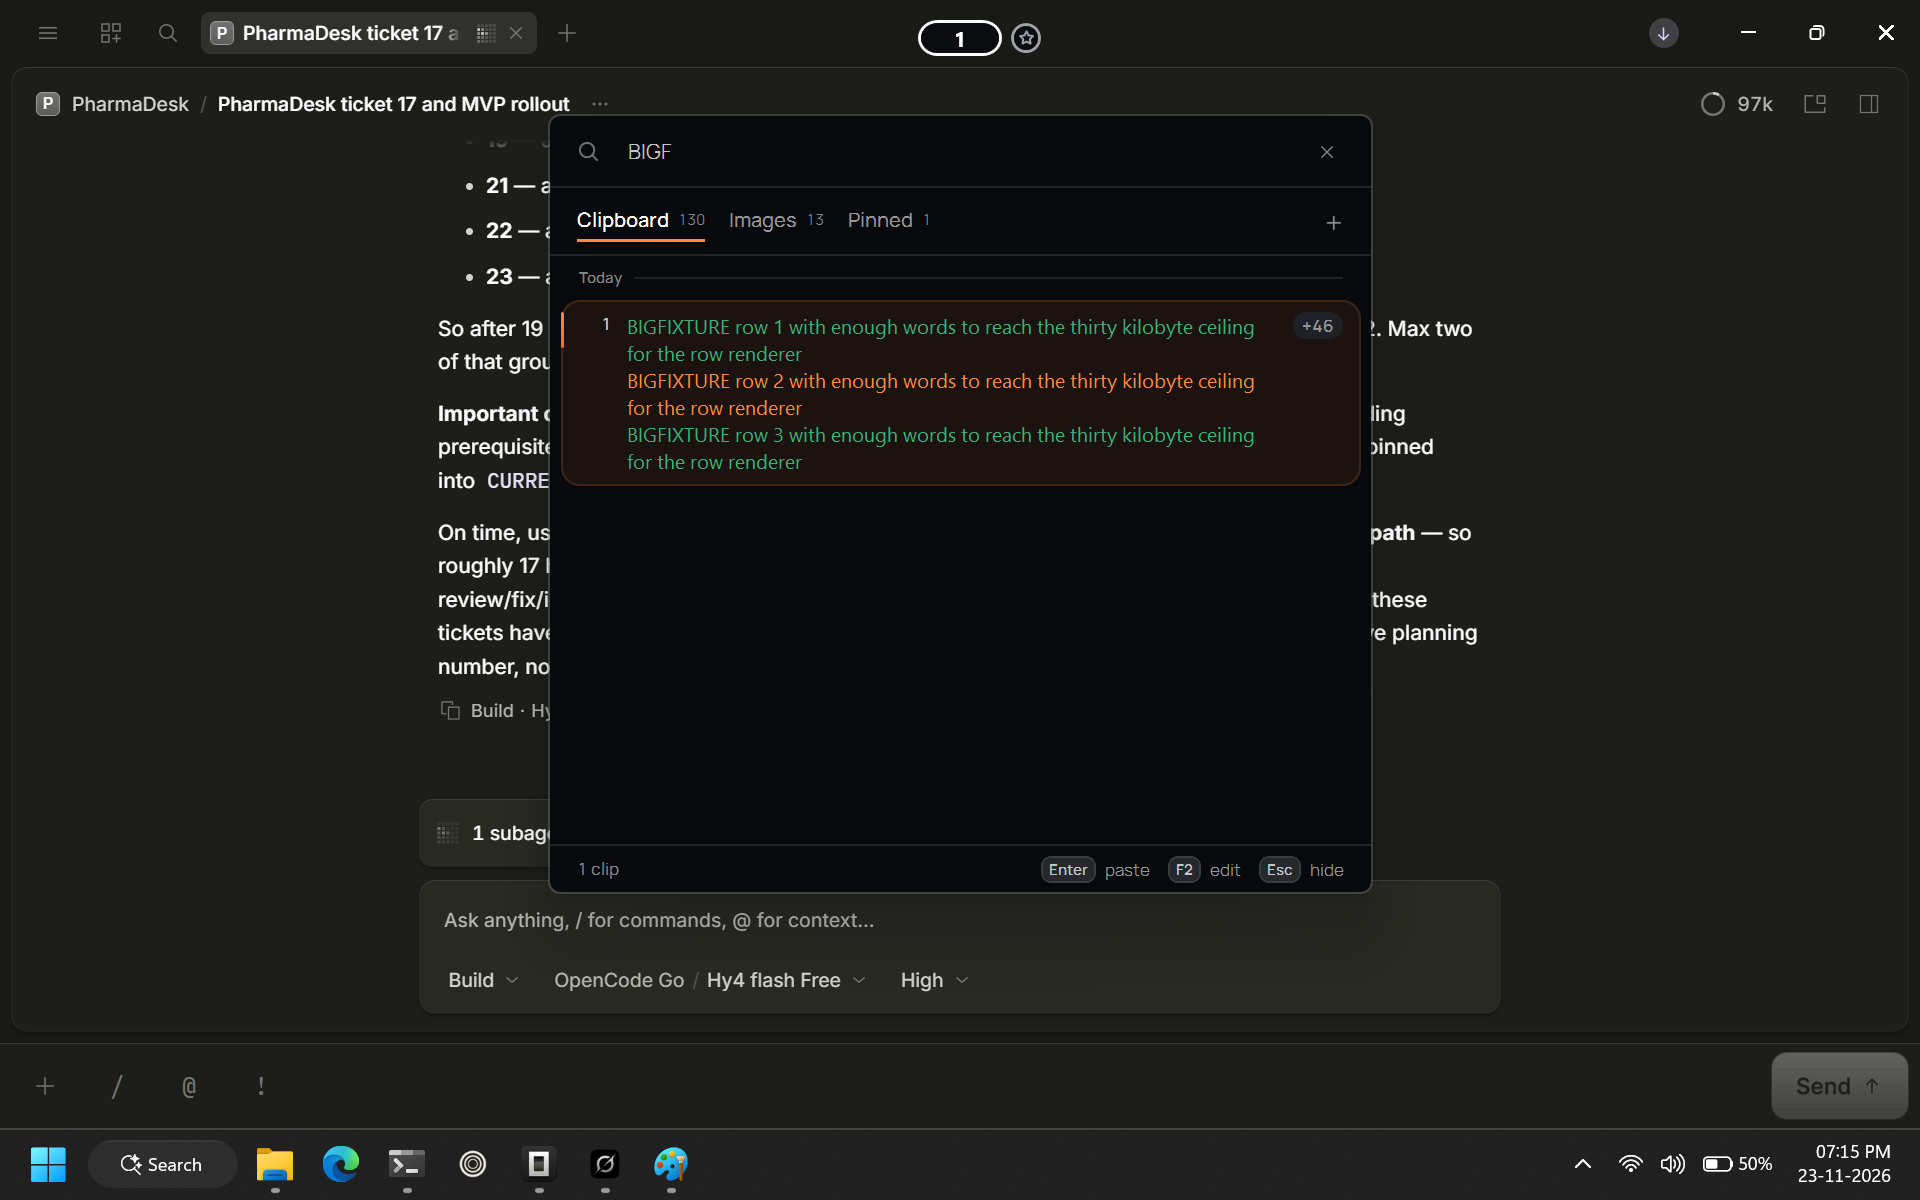 P PharmaDesk ticket 17 a
1
P PharmaDesk / PharmaDesk ticket 17 and MVP rollout ...
97k
BIGF
• 21 — a
Clipboard 130 Images 13 Pinned 1
• 22 —
• 23 — a
Today
So after 19
1 BIGFIXTURE row 1 with enough words to reach the thirty kilobyte ceiling +46
for the row renderer
BIGFIXTURE row 2 with enough words to reach the thirty kilobyte ceiling
for the row renderer
BIGFIXTURE row 3 with enough words to reach the thirty kilobyte ceiling
for the row renderer
. Max two
of that grou
Important
prerequisite
pinned
into CURRE
On time, us
path — so
roughly 17
review/fix/i
these
tickets have
planning
number, no
Build · Hy
1 subage
1 clip
Enter paste F2 edit Esc hide
Ask anything, / for commands, @ for context...
Build OpenCode Go / Hy4 flash Free High
+ / @ !
Send ↑
Search
50%
07:15 PM
23-11-2026